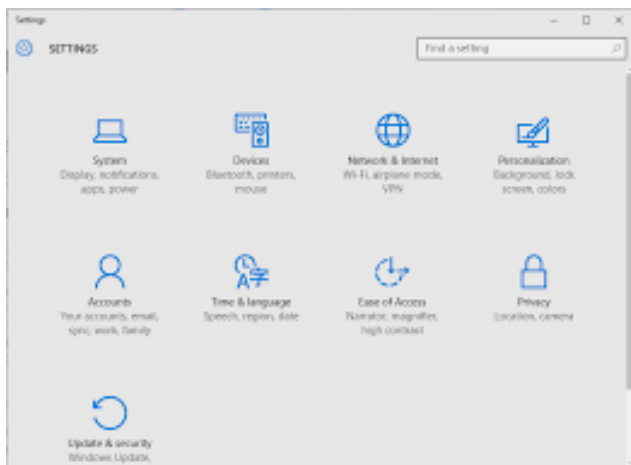 Settings
SETTINGS
Find a setting
System
Display, notifications,
apps, power
Devices
Bluetooth, printers,
mouse
Network & Internet
Wi-Fi, airplane mode,
VPN
Personalization
Background, lock
screen, colors
Accounts
Your accounts, email,
sync, work, family
Time & language
Speech, region, date
Ease of Access
Narrator, magnifier,
high contrast
Privacy
Location, camera
Update & security
Windows Update,